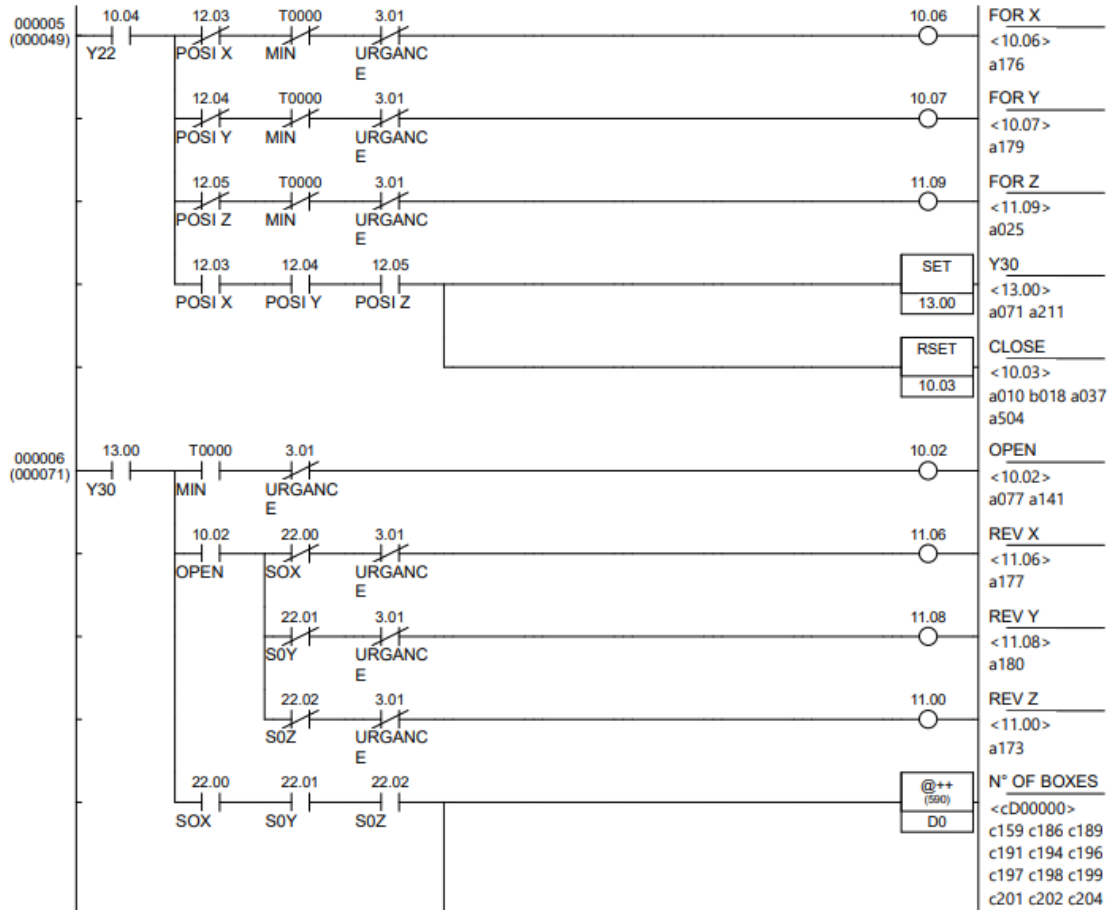 000005
(000049)
10.04 12.03 T0000 3.01 10.06 FOR X
Y22 POSI X MIN URGANC
E
<10.06>
a176
12.04 T0000 3.01 10.07 FOR Y
POSI Y MIN URGANC
E
<10.07>
a179
12.05 T0000 3.01 11.09 FOR Z
POSI Z MIN URGANC
E
<11.09>
a025
12.03 12.04 12.05 SET Y30
POSI X POSI Y POSI Z 13.00
<13.00>
a071 a211
RSET CLOSE
10.03
<10.03>
a010 b018 a037
a504
000006
(000071)
13.00 T0000 3.01 10.02 OPEN
Y30 MIN URGANC
E
<10.02>
a077 a141
10.02 22.00 3.01 11.06 REV X
OPEN SOX URGANC
E
<11.06>
a177
22.01 3.01 11.08 REV Y
S0Y URGANC
E
<11.08>
a180
22.02 3.01 11.00 REV Z
S0Z URGANC
E
<11.00>
a173
22.00 22.01 22.02 @++ N° OF BOXES
(590)
SOX S0Y S0Z D0
<cD00000>
c159 c186 c189
c191 c194 c196
c197 c198 c199
c201 c202 c204